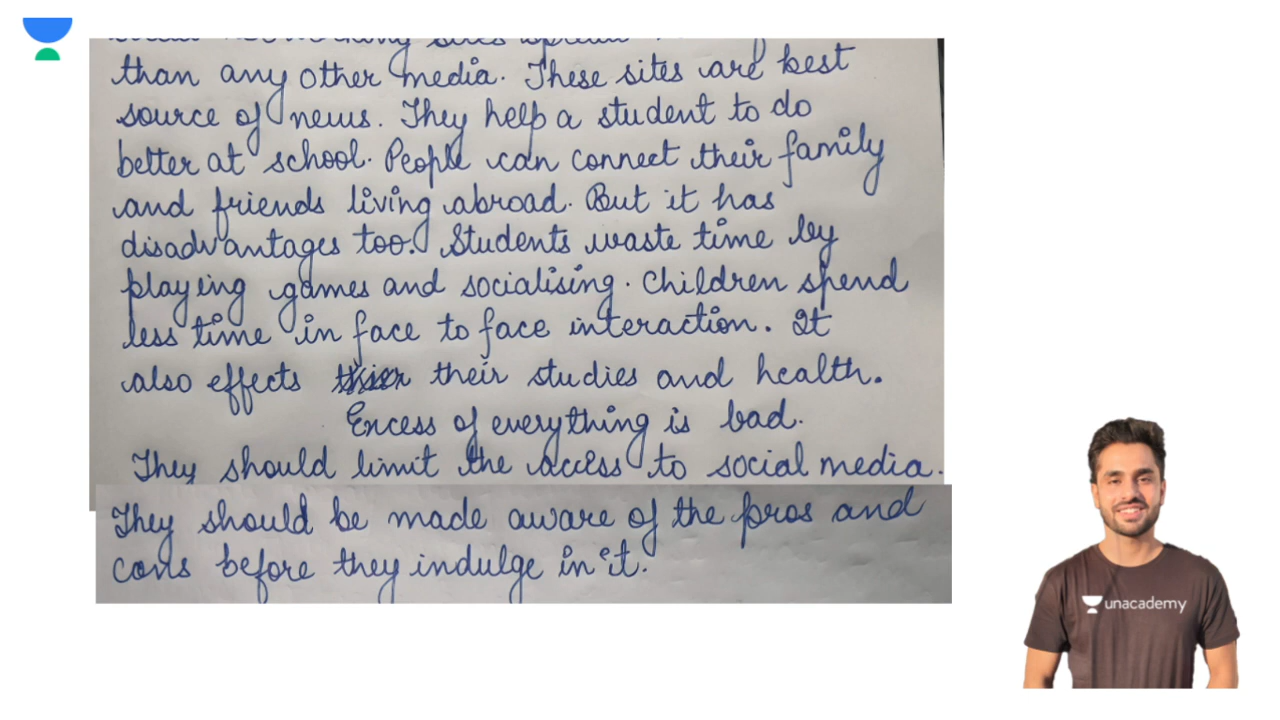 than any other media. These sites are best
source of news. They help a student to do
better at school. People can connect their family
and friends living abroad. But it has
disadvantages too. Students waste time by
playing games and socialising. Children spend
less time in face to face interaction. It
also effects their studies and health.
Excess of everything is bad.
They should limit the access to social media.
They should be made aware of the pros and
cons before they indulge in it.
unacademy